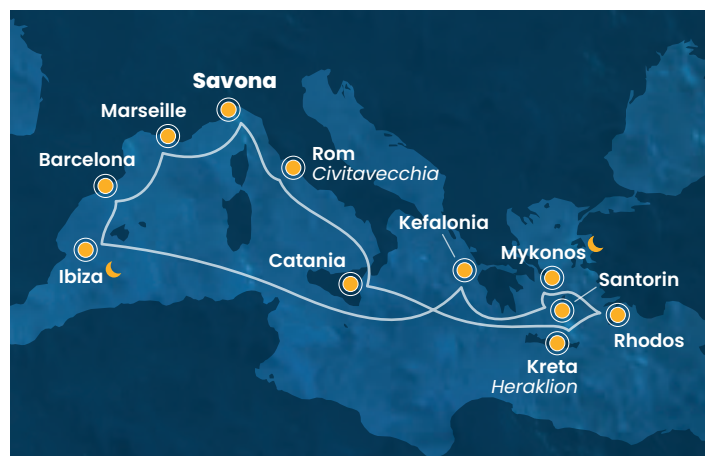 Savona
Marseille
Barcelona
Rom
Civitavecchia
Kefalonia
Mykonos
Catania
Ibiza
Santorin
Rhodos
Kreta
Heraklion